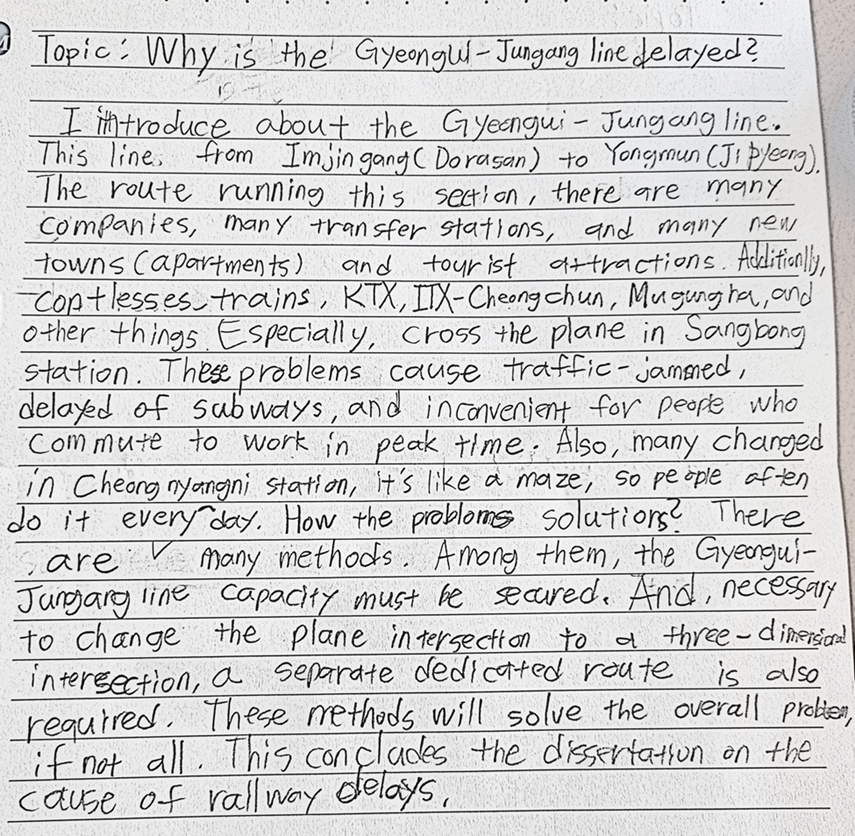 Topic: Why is the Gyeongui-Jungang line delayed?
I introduce about the Gyeongui-Jungang line.
This line, from Imjingang(Dorasan) to Yongmun(Jipyeong).
The route running this section, there are many
companies, many transfer stations, and many new
towns(apartments) and tourist attractions. Additionally,
trains, KTX, ITX-Cheongchun, Mugungha, and
other things. Especially, cross the plane in Sangbong
station. These problems cause traffic-jammed,
delayed of subways, and inconvenient for people who
commute to work in peak time. Also, many changed
in Cheongnyangni station, it's like a maze, so people often
do it every day. How the problems solutions? There
are many methods. Among them, the Gyeongui-
Jungang line capacity must be secured. And, necessary
to change the plane intersection to a three-dimensional
intersection, a separate dedicated route is also
required. These methods will solve the overall problem,
if not all. This concludes the dissertation on the
cause of railway delays.